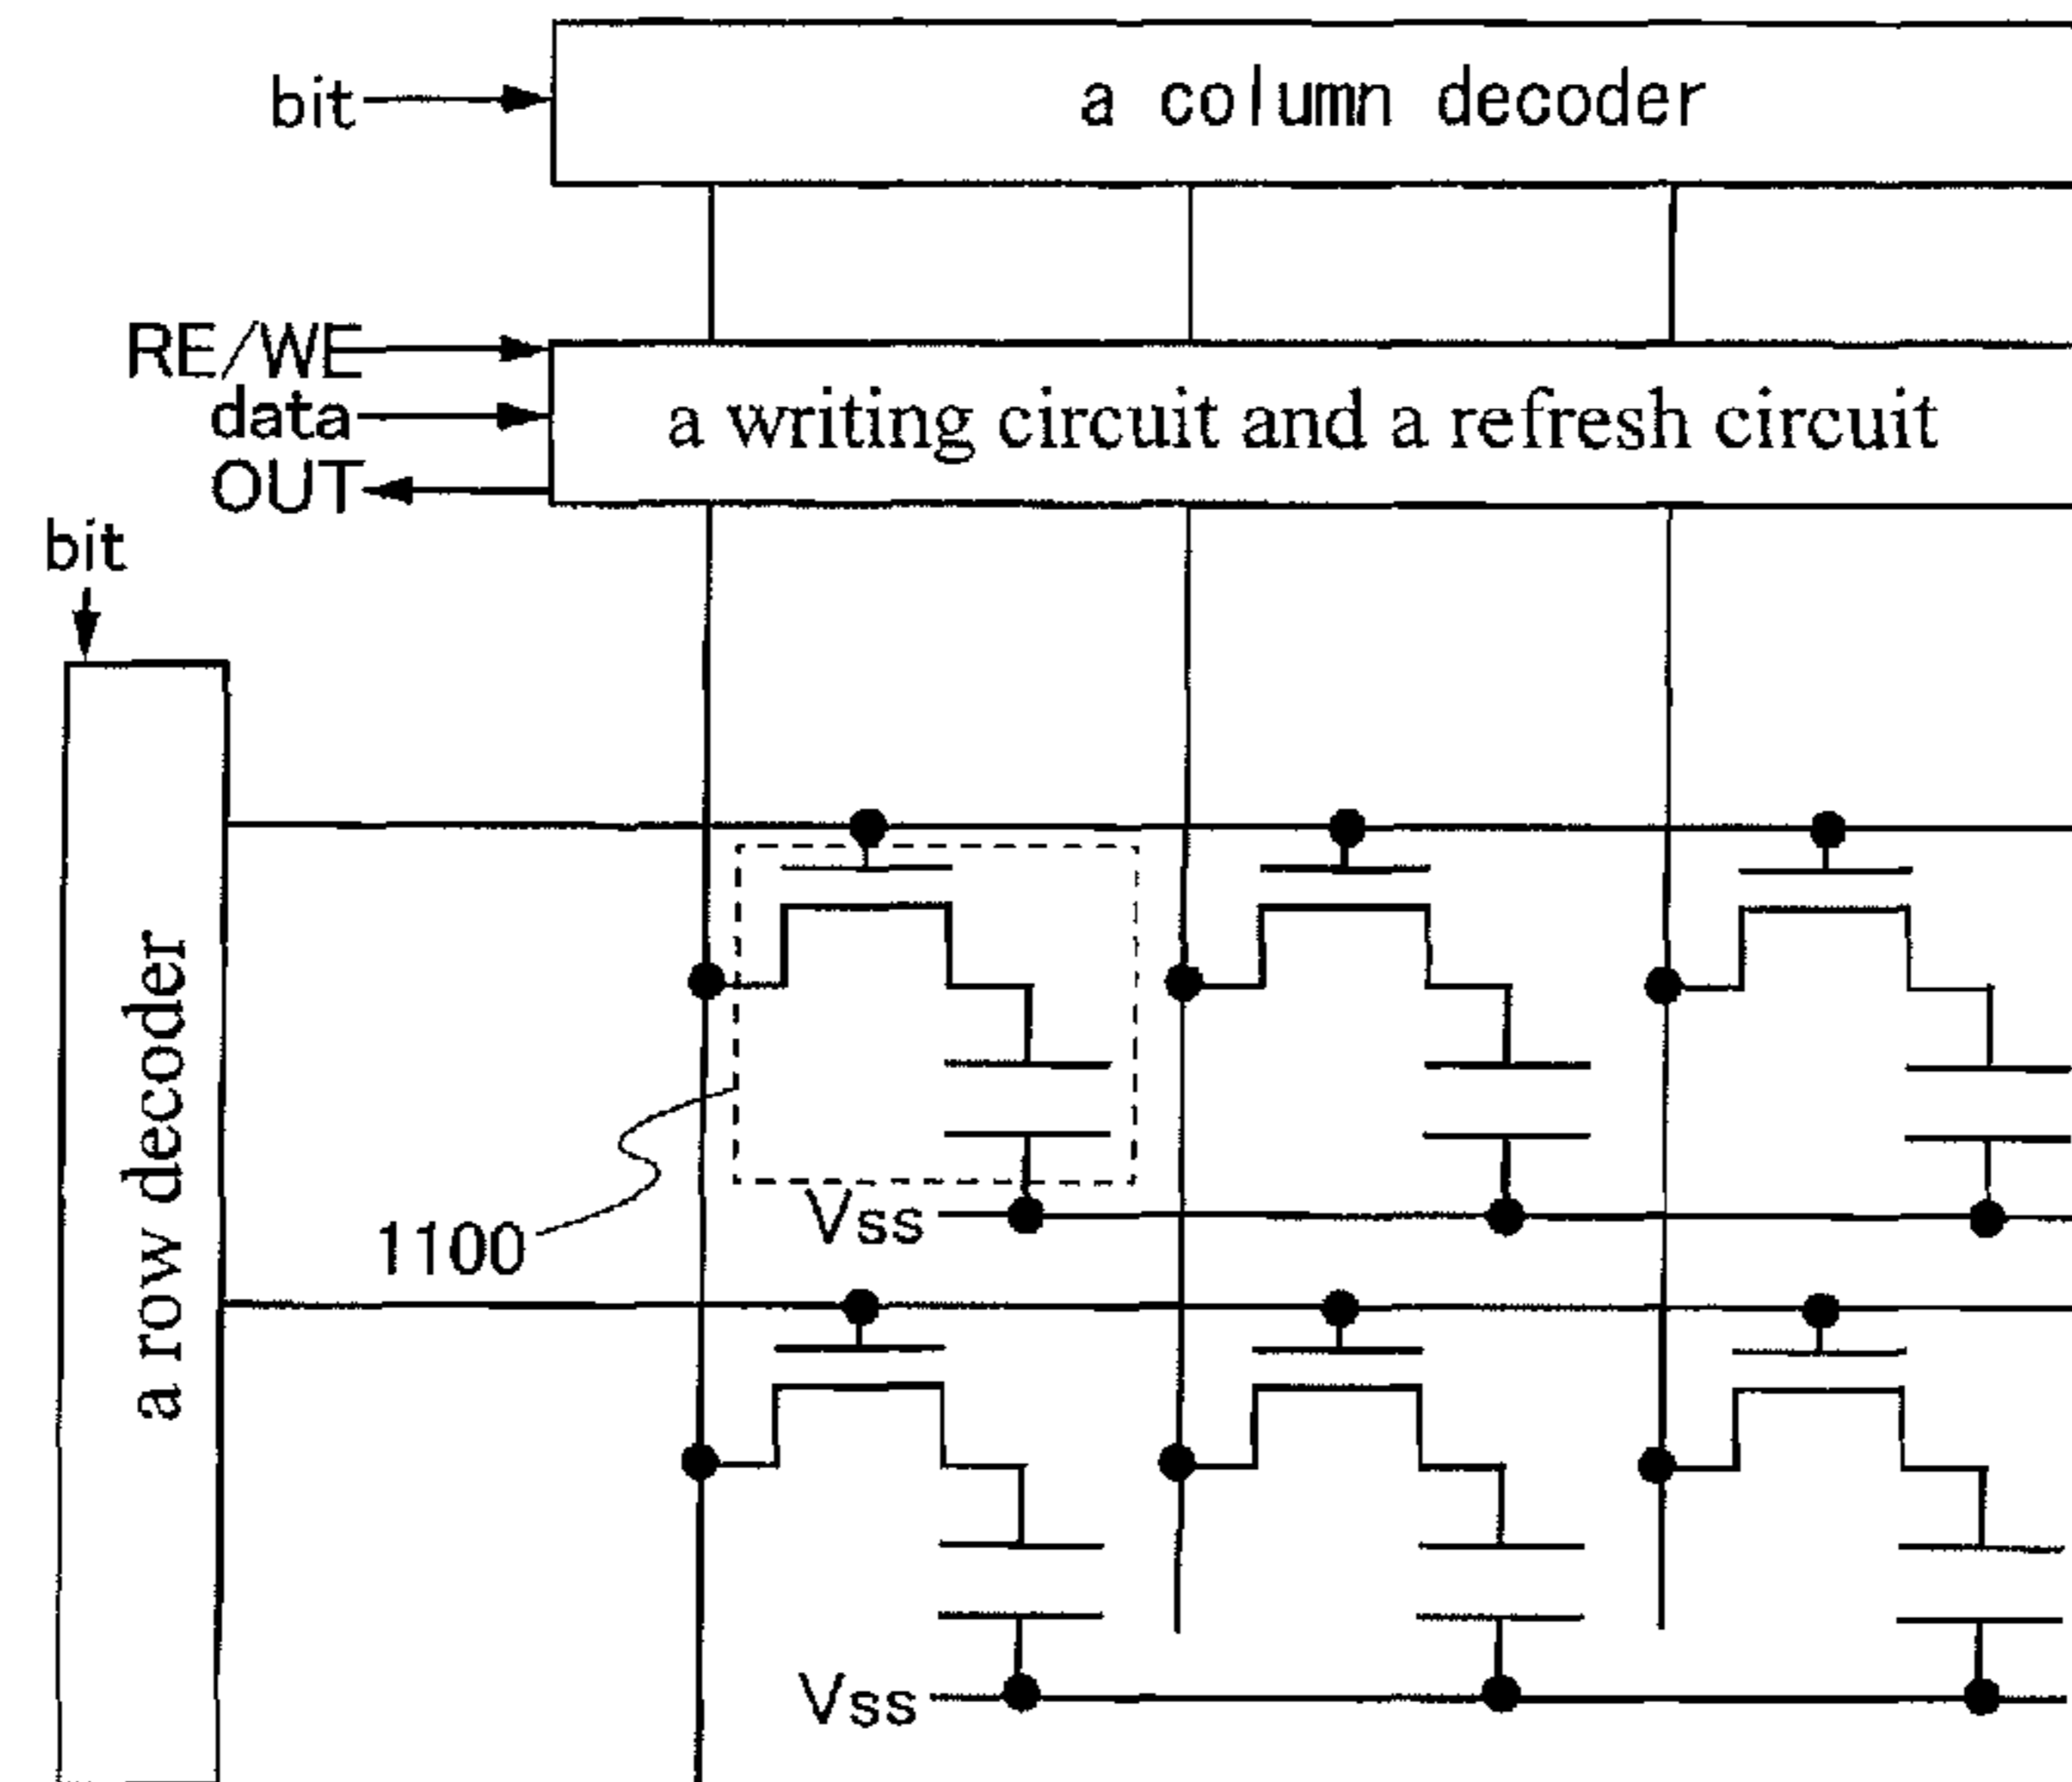 bit
a column decoder
RE/WE
data
a writing circuit and a refresh circuit
OUT
bit
a row decoder
1100
Vss
Vss